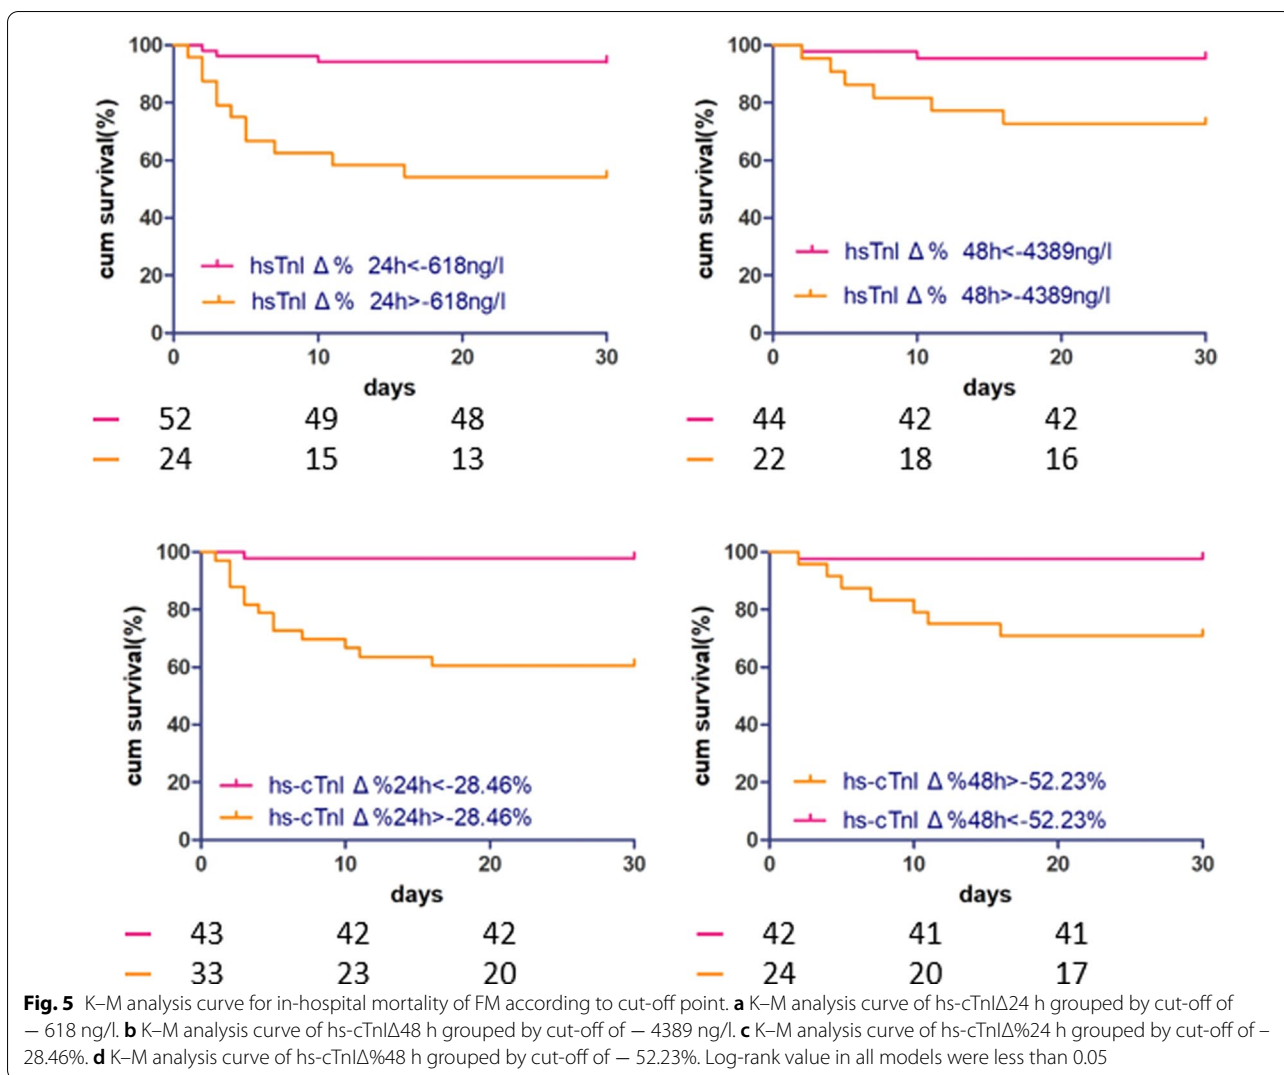 100
80
60
40
20
0
cum survival(%)
hsTnI Δ % 24h<-618ng/l
hsTnI Δ % 24h>-618ng/l
0 10 20 30
days
52 49 48
24 15 13
100
80
60
40
20
0
cum survival(%)
hsTnI Δ % 48h<-4389ng/l
hsTnI Δ % 48h>-4389ng/l
0 10 20 30
days
44 42 42
22 18 16
100
80
60
40
20
0
cum survival(%)
hs-cTnI Δ %24h<-28.46%
hs-cTnI Δ %24h>-28.46%
0 10 20 30
days
43 42 42
33 23 20
100
80
60
40
20
0
cum survival(%)
hs-cTnI Δ %48h>-52.23%
hs-cTnI Δ %48h<-52.23%
0 10 20 30
days
42 41 41
24 20 17
Fig. 5 K–M analysis curve for in-hospital mortality of FM according to cut-off point. a K–M analysis curve of hs-cTnIΔ24 h grouped by cut-off of
− 618 ng/l. b K–M analysis curve of hs-cTnIΔ48 h grouped by cut-off of − 4389 ng/l. c K–M analysis curve of hs-cTnIΔ%24 h grouped by cut-off of –
28.46%. d K–M analysis curve of hs-cTnIΔ%48 h grouped by cut-off of − 52.23%. Log-rank value in all models were less than 0.05